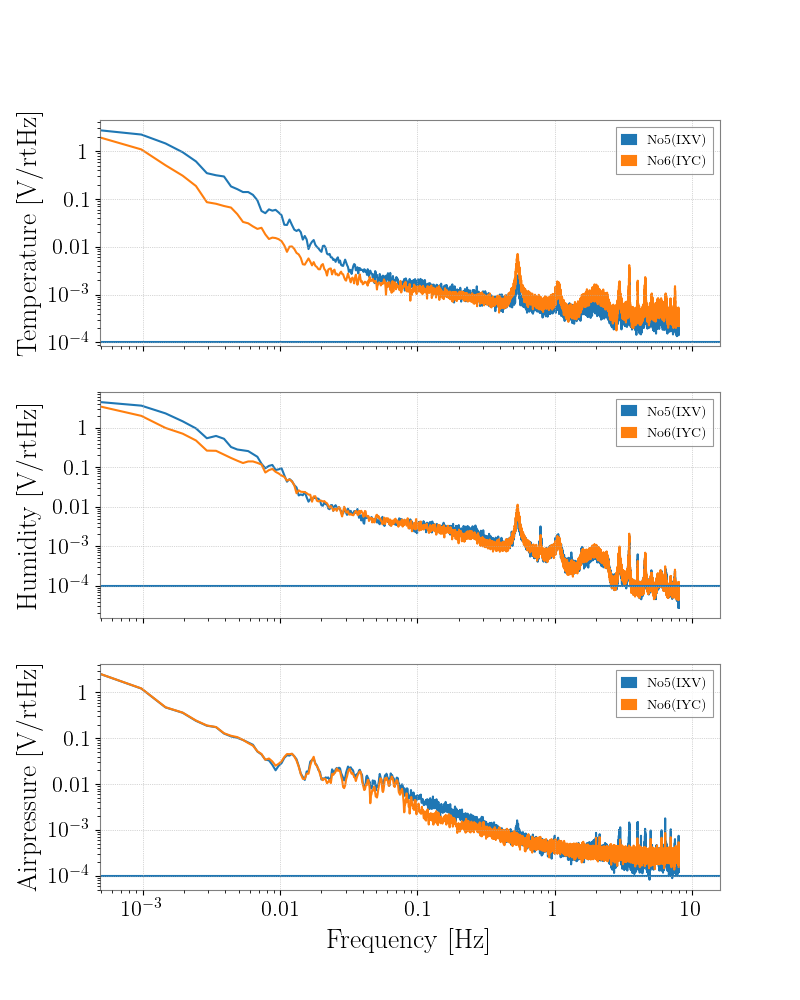 Temperature [V/rtHz]
1
0.1
0.01
10⁻³
10⁻⁴
No5(IXV)
No6(IYC)
Humidity [V/rtHz]
1
0.1
0.01
10⁻³
10⁻⁴
No5(IXV)
No6(IYC)
Airpressure [V/rtHz]
1
0.1
0.01
10⁻³
10⁻⁴
No5(IXV)
No6(IYC)
10⁻³ 0.01 0.1 1 10
Frequency [Hz]